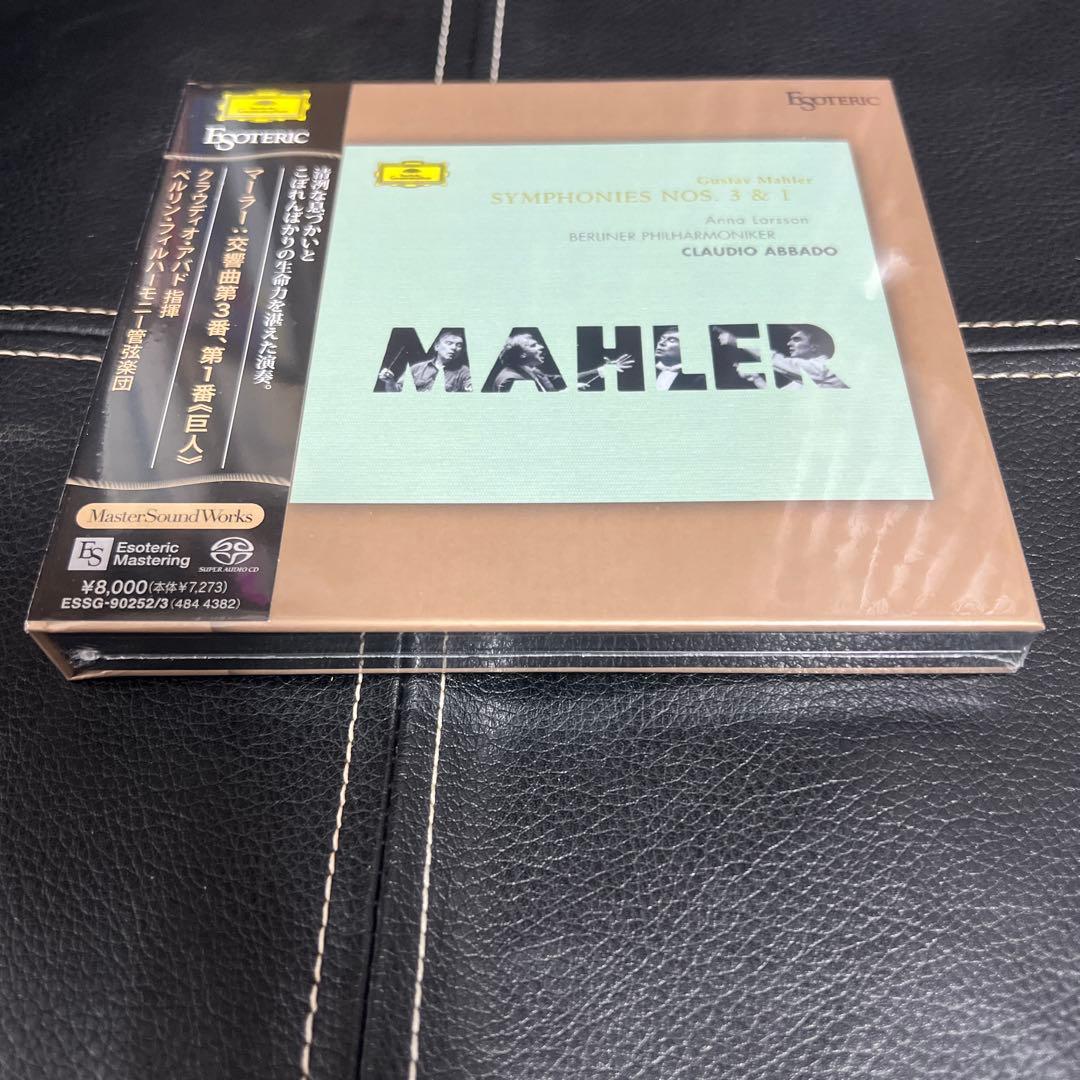 ESOTERIC
清冽な息づかいと
こぼれんばかりの生命力を湛えた演奏。
マーラー:交響曲第3番、第1番《巨人》
クラウディオ・アバド 指揮
ベルリン・フィルハーモニー管弦楽団
MasterSoundWorks
ES Esoteric
Mastering
SUPER AUDIO CD
¥8,000(本体¥7,273)
ESSG-90252/3(484 4382)
ESOTERIC
Deutsche
Grammophon
Gustav Mahler
SYMPHONIES NOS. 3 & 1
Anna Larsson
BERLINER PHILHARMONIKER
CLAUDIO ABBADO
MAHLER